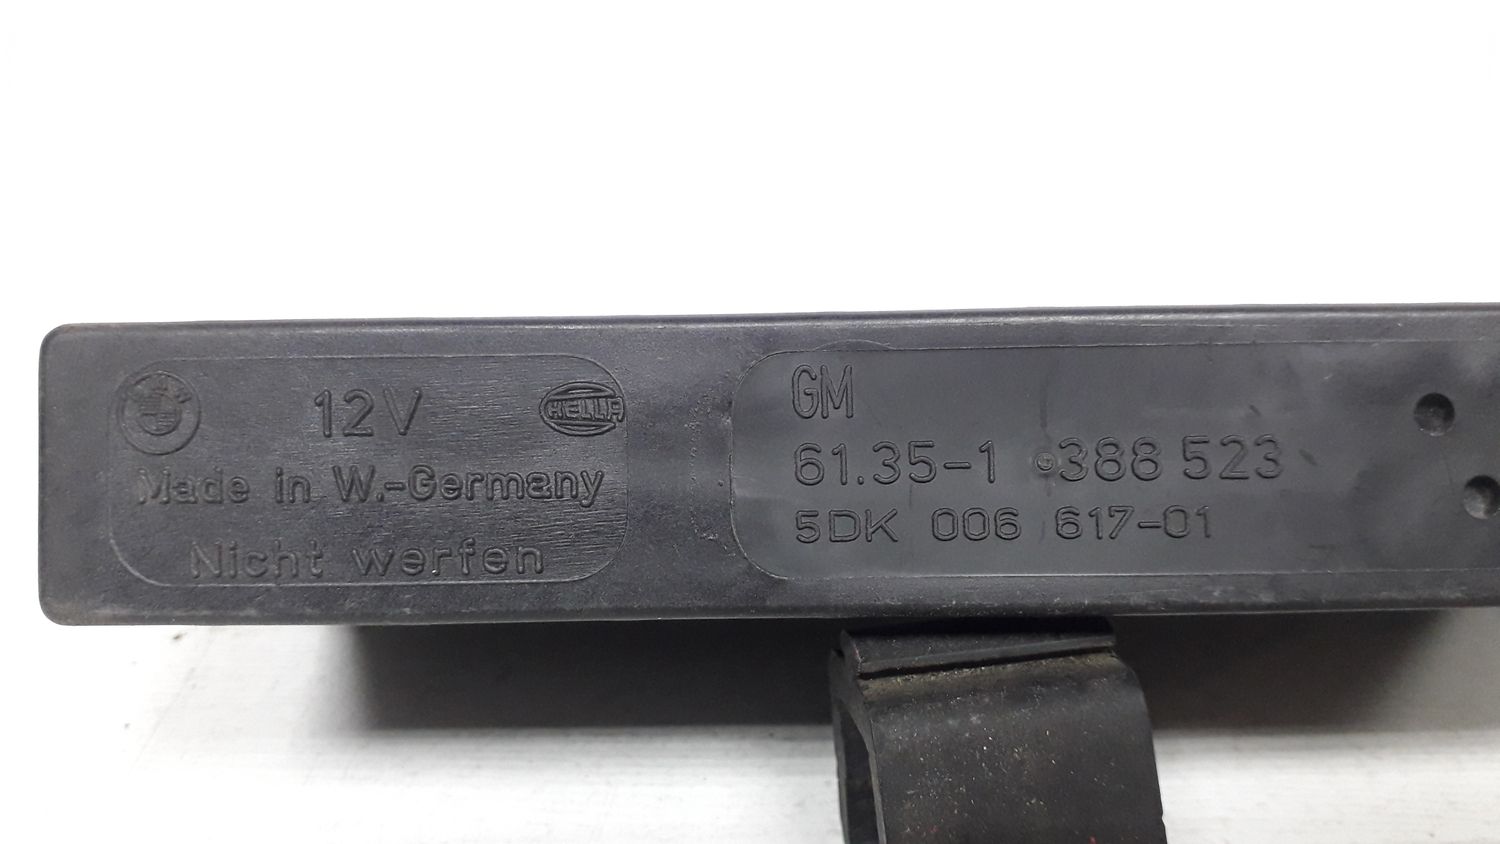 12V
HELLA
Made in W.-Germany
Nicht werfen
GM
61.35-1 388 523
5DK 006 617-01